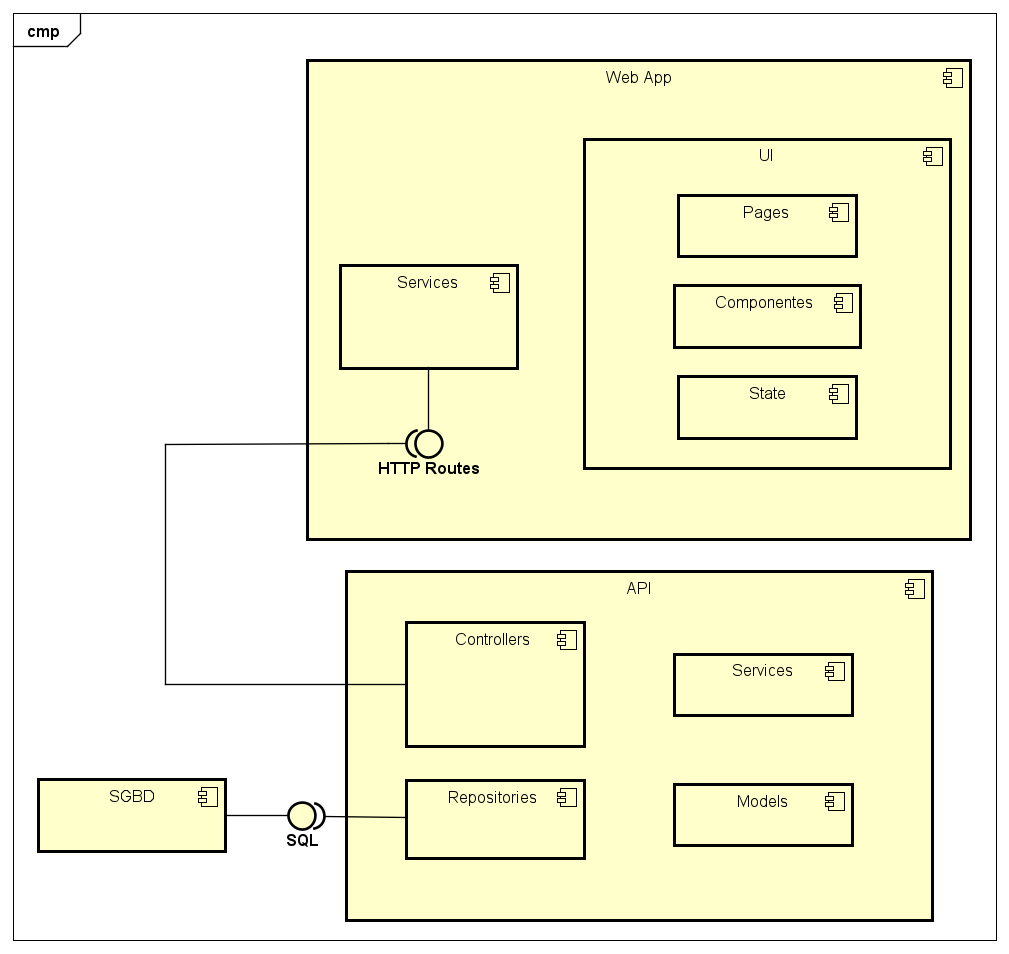 cmp
Web App
UI
Pages
Services
Componentes
State
HTTP Routes
API
Controllers
Services
SGBD
Repositories
Models
SQL